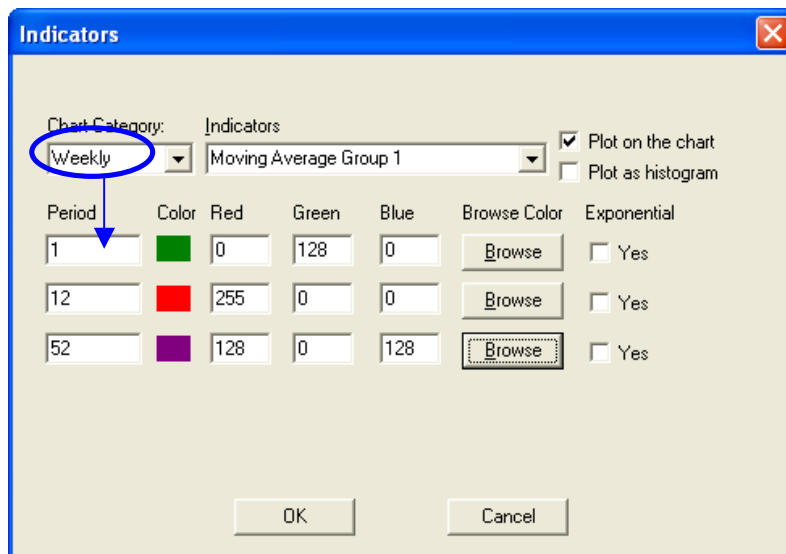 Indicators
Chart Category: Indicators
Weekly Moving Average Group 1 Plot on the chart
Plot as histogram
Period Color Red Green Blue Browse Color Exponential
1 0 128 0 Browse Yes
12 255 0 0 Browse Yes
52 128 0 128 Browse Yes
OK Cancel